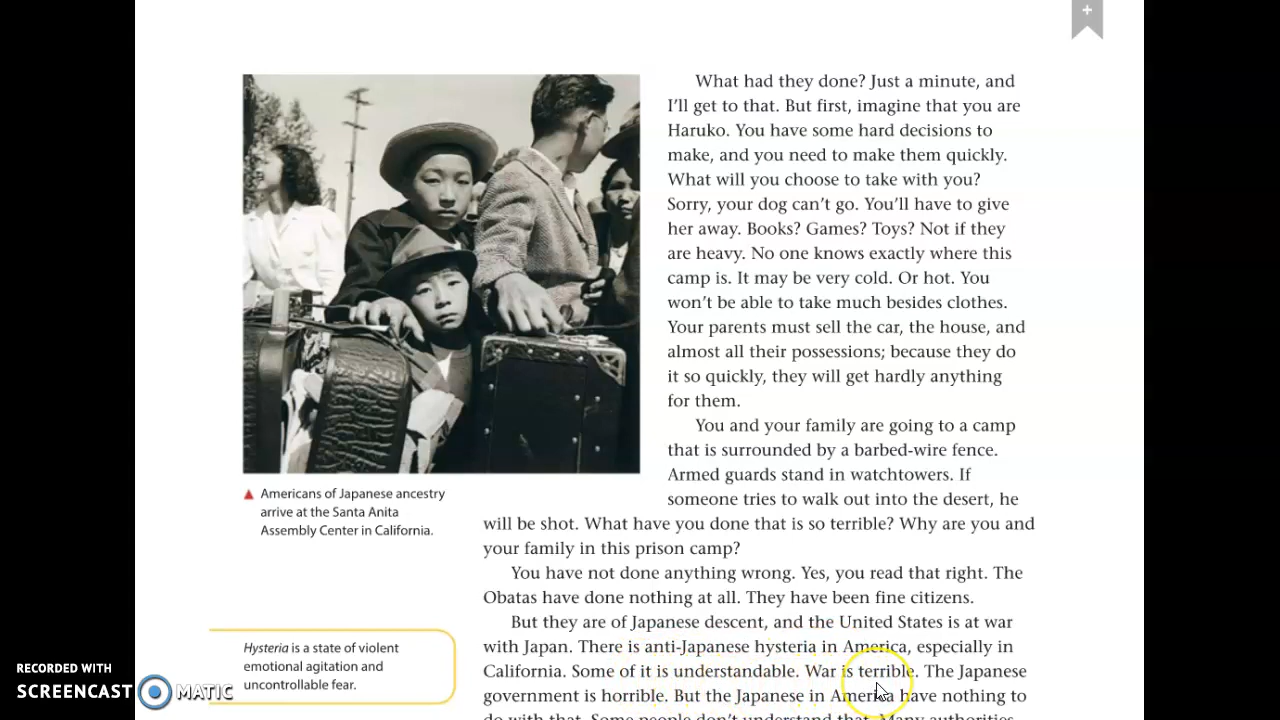 What had they done? Just a minute, and
I'll get to that. But first, imagine that you are
Haruko. You have some hard decisions to
make, and you need to make them quickly.
What will you choose to take with you?
Sorry, your dog can't go. You'll have to give
her away. Books? Games? Toys? Not if they
are heavy. No one knows exactly where this
camp is. It may be very cold. Or hot. You
won't be able to take much besides clothes.
Your parents must sell the car, the house, and
almost all their possessions; because they do
it so quickly, they will get hardly anything
for them.
You and your family are going to a camp
that is surrounded by a barbed-wire fence.
Armed guards stand in watchtowers. If
someone tries to walk out into the desert, he
will be shot. What have you done that is so terrible? Why are you and
your family in this prison camp?
You have not done anything wrong. Yes, you read that right. The
Obatas have done nothing at all. They have been fine citizens.
But they are of Japanese descent, and the United States is at war
with Japan. There is anti-Japanese hysteria in America, especially in
California. Some of it is understandable. War is terrible. The Japanese
government is horrible. But the Japanese in America have nothing to
do with that. Some people don't understand that. Many authorities
Americans of Japanese ancestry
arrive at the Santa Anita
Assembly Center in California.
Hysteria is a state of violent
emotional agitation and
uncontrollable fear.
RECORDED WITH
SCREENCAST MATIC